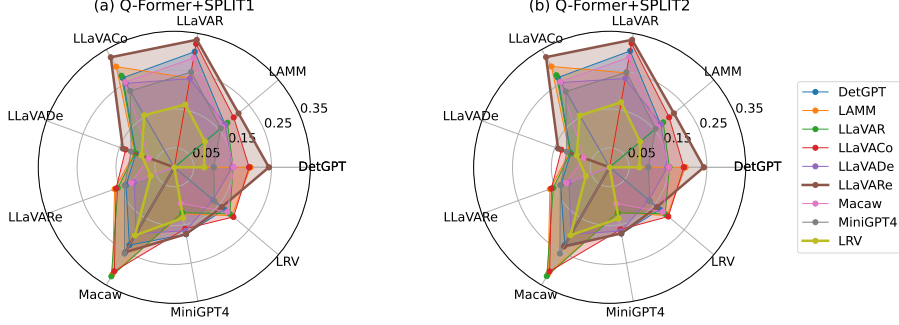 (a) Q-Former+SPLIT1
LLaVAR
LLaVACo
LAMM
LLaVADe
0.35
0.25
0.15
0.05
DetGPT
LLaVARe
LRV
Macaw
MiniGPT4
(b) Q-Former+SPLIT2
LLaVAR
LLaVACo
LAMM
LLaVADe
0.35
0.25
0.15
0.05
DetGPT
LLaVARe
LRV
Macaw
MiniGPT4
DetGPT
LAMM
LLaVAR
LLaVACo
LLaVADe
LLaVARe
Macaw
MiniGPT4
LRV